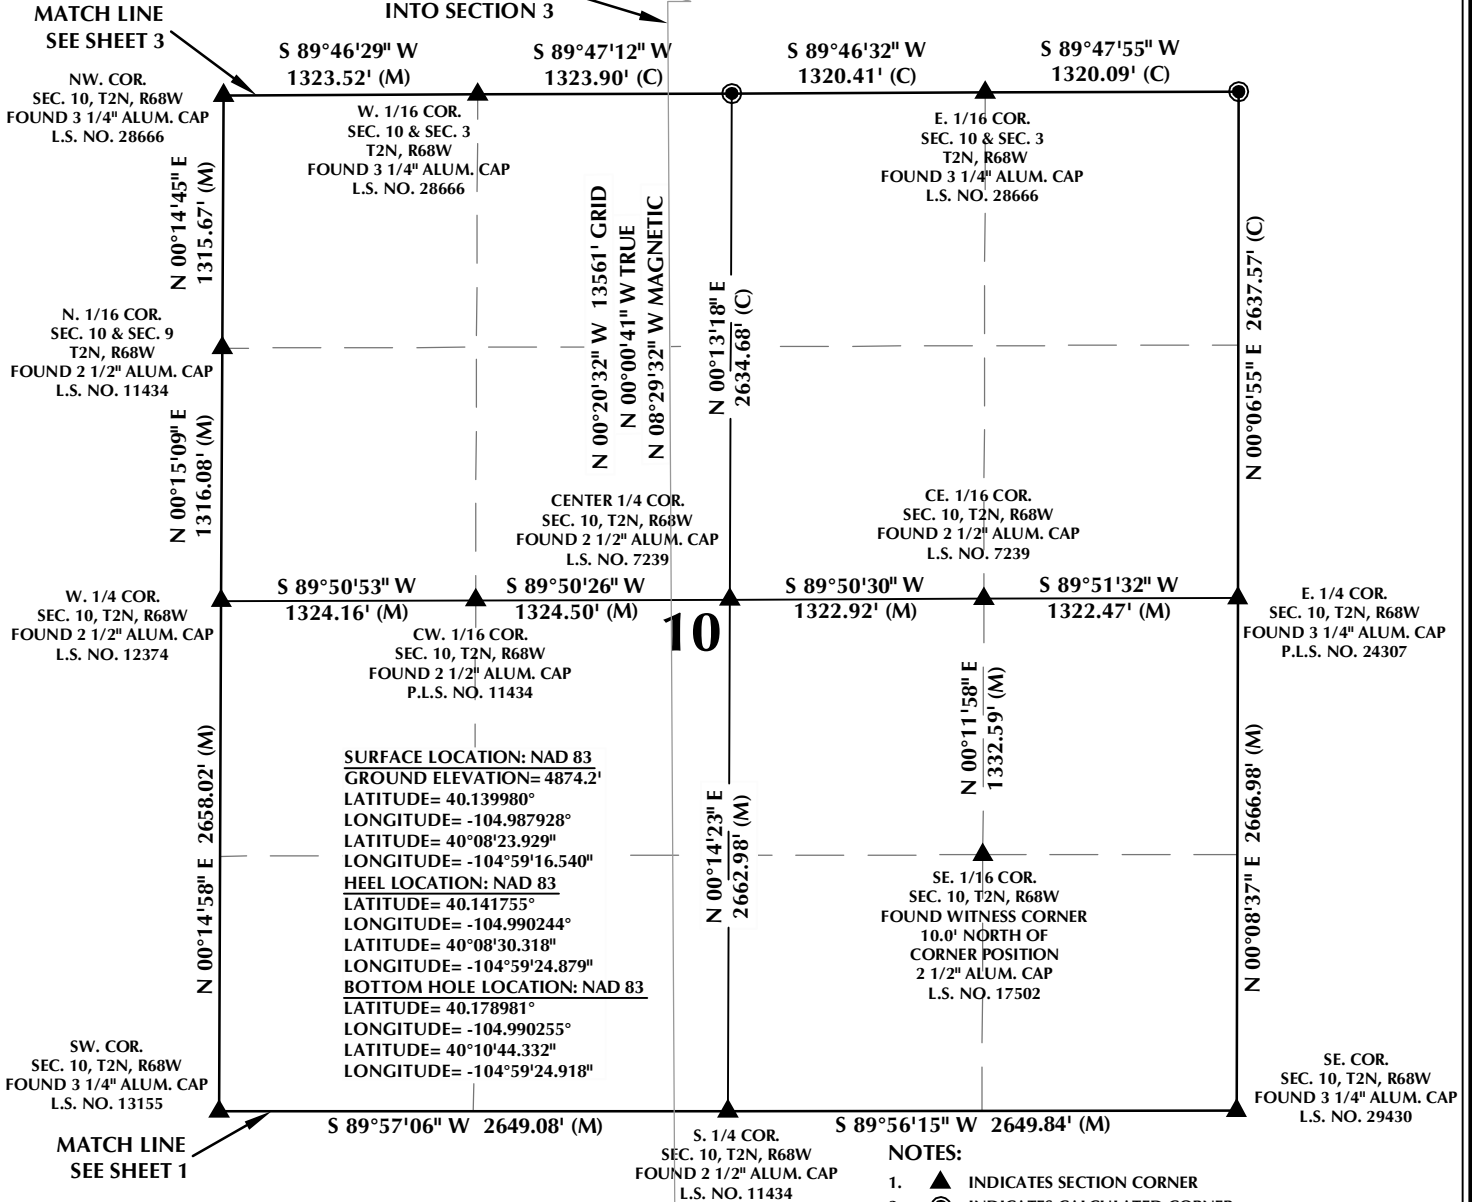 MATCH LINE
SEE SHEET 3
INTO SECTION 3
S 89°46'29" W
1323.52' (M)
S 89°47'12" W
1323.90' (C)
S 89°46'32" W
1320.41' (C)
S 89°47'55" W
1320.09' (C)
NW. COR.
SEC. 10, T2N, R68W
FOUND 3 1/4" ALUM. CAP
L.S. NO. 28666
W. 1/16 COR.
SEC. 10 & SEC. 3
T2N, R68W
FOUND 3 1/4" ALUM. CAP
L.S. NO. 28666
E. 1/16 COR.
SEC. 10 & SEC. 3
T2N, R68W
FOUND 3 1/4" ALUM. CAP
L.S. NO. 28666
N 00°14'45" E
1315.67' (M)
N 00°20'32" W 13561' GRID
N 00°00'41" W TRUE
N 08°29'32" W MAGNETIC
N 00°13'18" E
2634.68' (C)
N 00°06'55" E 2637.57' (C)
N. 1/16 COR.
SEC. 10 & SEC. 9
T2N, R68W
FOUND 2 1/2" ALUM. CAP
L.S. NO. 11434
N 00°15'09" E
1316.08' (M)
CENTER 1/4 COR.
SEC. 10, T2N, R68W
FOUND 2 1/2" ALUM. CAP
L.S. NO. 7239
CE. 1/16 COR.
SEC. 10, T2N, R68W
FOUND 2 1/2" ALUM. CAP
L.S. NO. 7239
W. 1/4 COR.
SEC. 10, T2N, R68W
FOUND 2 1/2" ALUM. CAP
L.S. NO. 12374
S 89°50'53" W
1324.16' (M)
S 89°50'26" W
1324.50' (M)
S 89°50'30" W
1322.92' (M)
S 89°51'32" W
1322.47' (M)
E. 1/4 COR.
SEC. 10, T2N, R68W
FOUND 3 1/4" ALUM. CAP
P.L.S. NO. 24307
10
CW. 1/16 COR.
SEC. 10, T2N, R68W
FOUND 2 1/2" ALUM. CAP
P.L.S. NO. 11434
N 00°11'58" E
1332.59' (M)
N 00°14'58" E 2658.02' (M)
SURFACE LOCATION: NAD 83
GROUND ELEVATION= 4874.2'
LATITUDE= 40.139980°
LONGITUDE= -104.987928°
LATITUDE= 40°08'23.929"
LONGITUDE= -104°59'16.540"
HEEL LOCATION: NAD 83
LATITUDE= 40.141755°
LONGITUDE= -104.990244°
LATITUDE= 40°08'30.318"
LONGITUDE= -104°59'24.879"
BOTTOM HOLE LOCATION: NAD 83
LATITUDE= 40.178981°
LONGITUDE= -104.990255°
LATITUDE= 40°10'44.332"
LONGITUDE= -104°59'24.918"
N 00°14'23" E
2662.98' (M)
N 00°08'37" E 2666.98' (M)
SE. 1/16 COR.
SEC. 10, T2N, R68W
FOUND WITNESS CORNER
10.0' NORTH OF
CORNER POSITION
2 1/2" ALUM. CAP
L.S. NO. 17502
SW. COR.
SEC. 10, T2N, R68W
FOUND 3 1/4" ALUM. CAP
L.S. NO. 13155
SE. COR.
SEC. 10, T2N, R68W
FOUND 3 1/4" ALUM. CAP
L.S. NO. 29430
S 89°57'06" W 2649.08' (M)
S 89°56'15" W 2649.84' (M)
MATCH LINE
SEE SHEET 1
S. 1/4 COR.
SEC. 10, T2N, R68W
FOUND 2 1/2" ALUM. CAP
L.S. NO. 11434
NOTES:
1. INDICATES SECTION CORNER
INDICATES CALCULATED CORNER